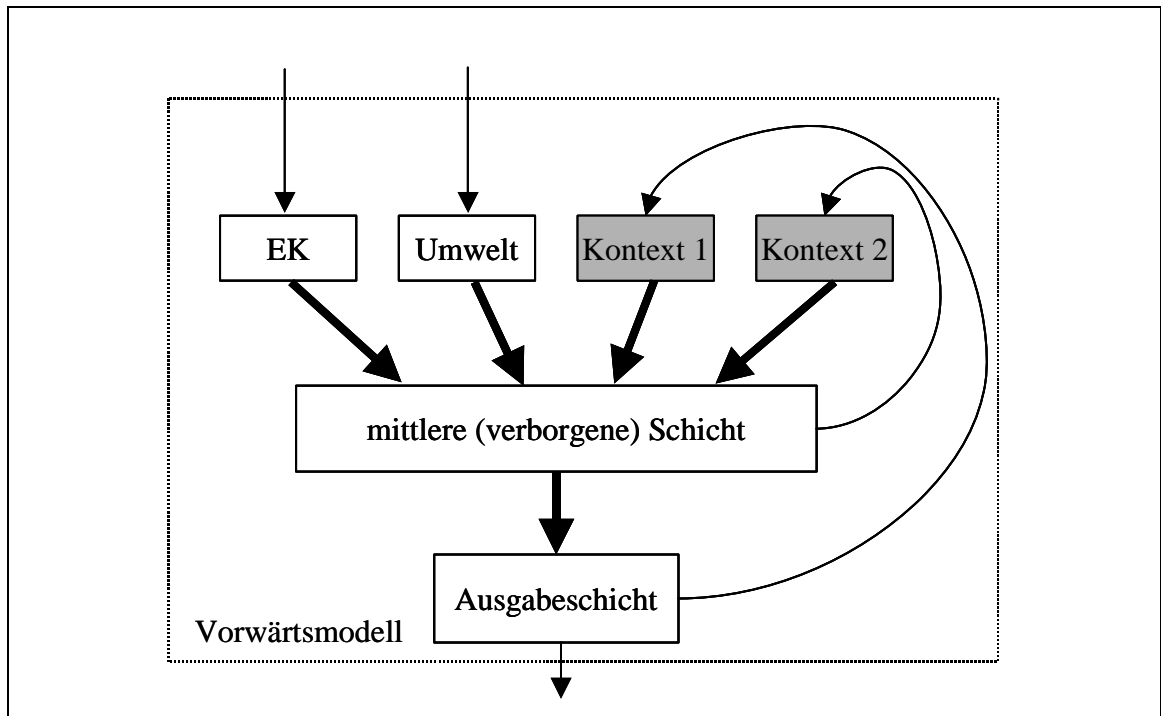 EK
Umwelt
Kontext 1
Kontext 2
mittlere (verborgene) Schicht
Ausgabeschicht
Vorwärtsmodell